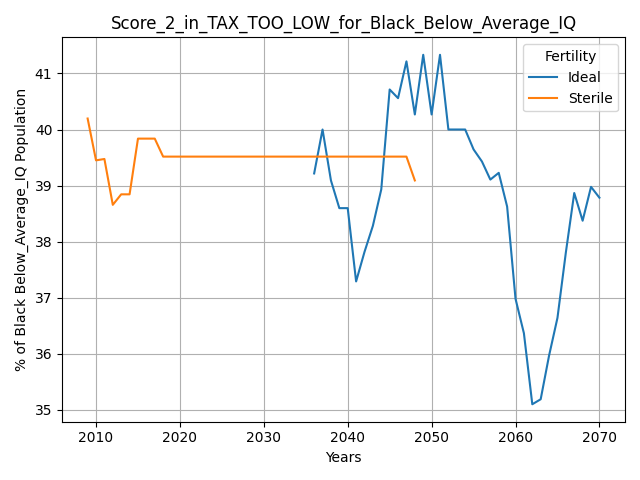 Score_2_in_TAX_TOO_LOW_for_Black_Below_Average_IQ
% of Black Below_Average_IQ Population
41
40
39
38
37
36
35
Fertility
Ideal
Sterile
2010 2020 2030 2040 2050 2060 2070
Years